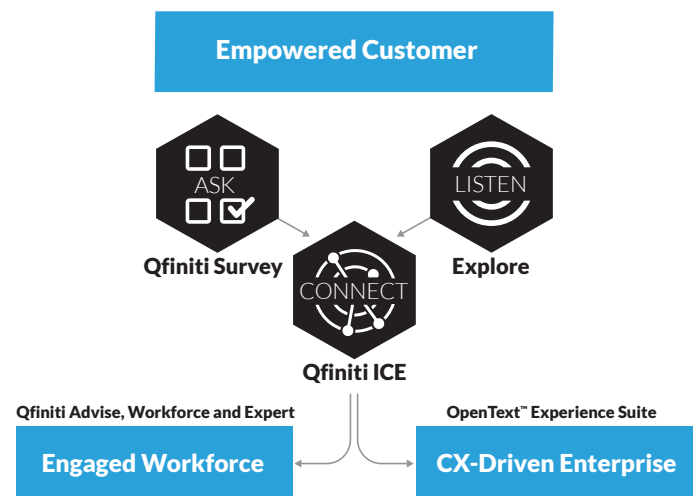 Empowered Customer
ASK
LISTEN
Qfiniti Survey
Explore
CONNECT
Qfiniti ICE
Qfiniti Advise, Workforce and Expert
OpenText™ Experience Suite
Engaged Workforce
CX-Driven Enterprise